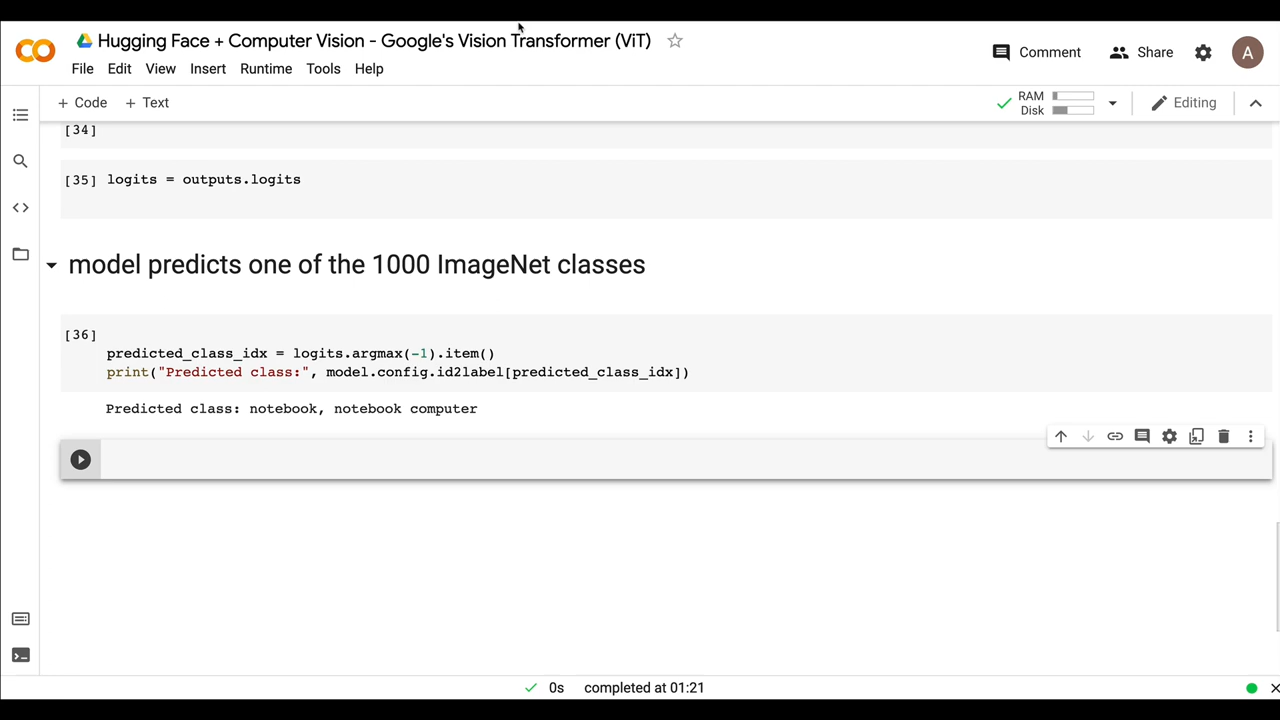 Hugging Face + Computer Vision - Google's Vision Transformer (ViT)
Comment
Share
A
File Edit View Insert Runtime Tools Help
+ Code + Text
RAM
Disk
Editing
[34]
[35] logits = outputs.logits
model predicts one of the 1000 ImageNet classes
[36]
predicted_class_idx = logits.argmax(-1).item()
print("Predicted class:", model.config.id2label[predicted_class_idx])
Predicted class: notebook, notebook computer
0s completed at 01:21